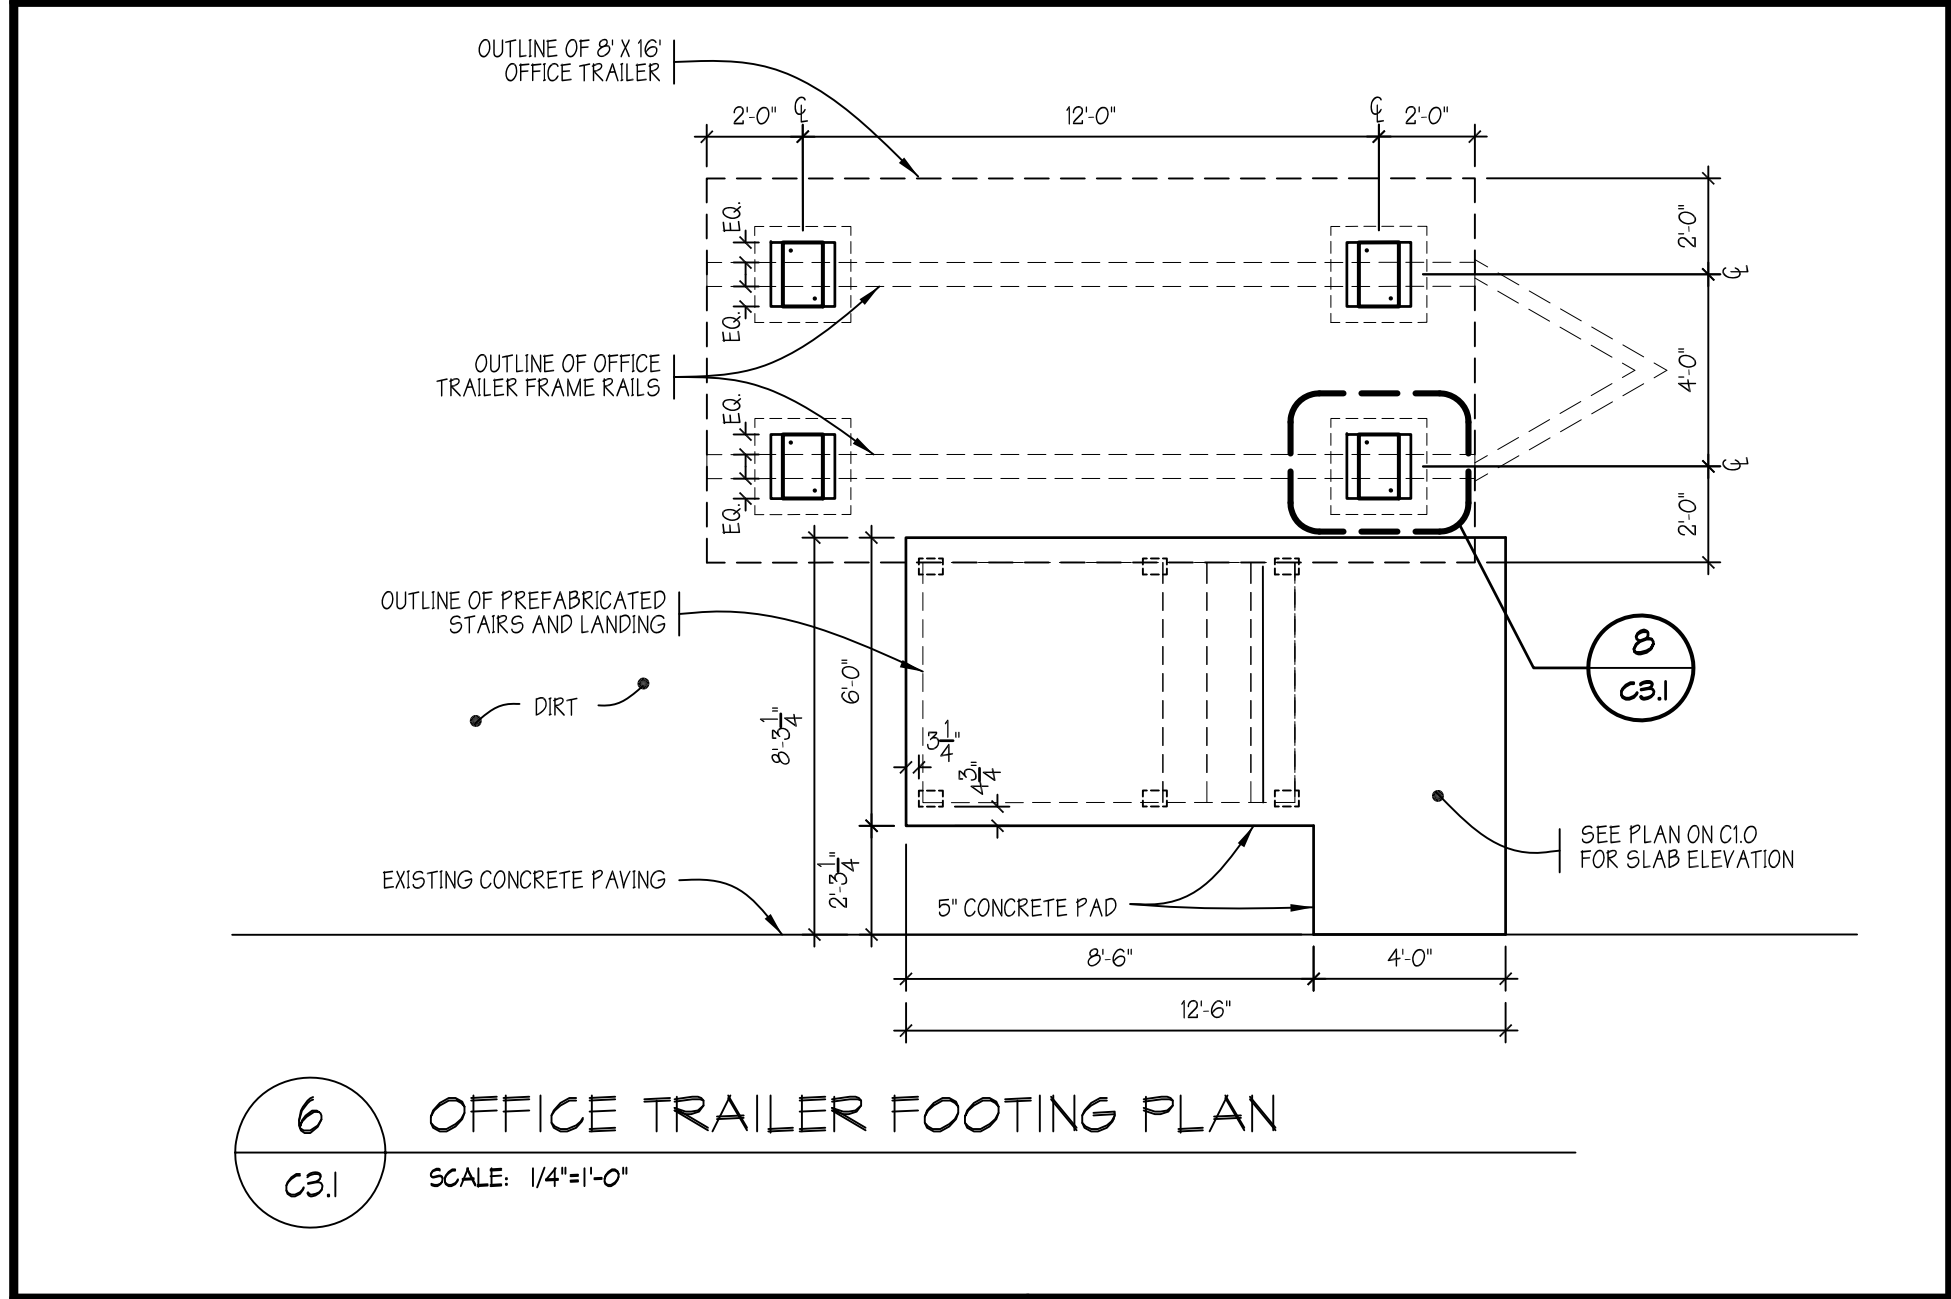 OUTLINE OF 8' X 16'
OFFICE TRAILER
2'-0" ℄ 12'-0" ℄ 2'-0"
EQ.
2'-0"
℄
EQ.
OUTLINE OF OFFICE
TRAILER FRAME RAILS
4'-0"
EQ.
℄
EQ.
2'-0"
OUTLINE OF PREFABRICATED
STAIRS AND LANDING
8
C3.1
6'-0"
DIRT
8'-3 1/4"
3 1/4"
4 3/4"
SEE PLAN ON C1.0
FOR SLAB ELEVATION
EXISTING CONCRETE PAVING
2'-3 1/4"
5" CONCRETE PAD
8'-6" 4'-0"
12'-6"
6
C3.1
OFFICE TRAILER FOOTING PLAN
SCALE: 1/4"=1'-0"